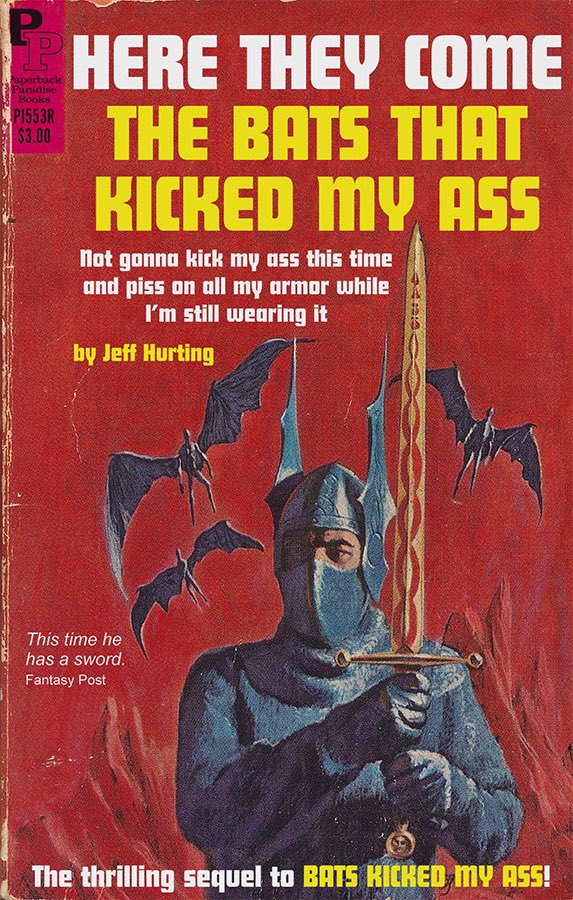 PP
Paperback
Paradise
Books
P1553R
$3.00
HERE THEY COME
THE BATS THAT
KICKED MY ASS
Not gonna kick my ass this time
and piss on all my armor while
I'm still wearing it
by Jeff Hurting
This time he
has a sword.
Fantasy Post
The thrilling sequel to BATS KICKED MY ASS!